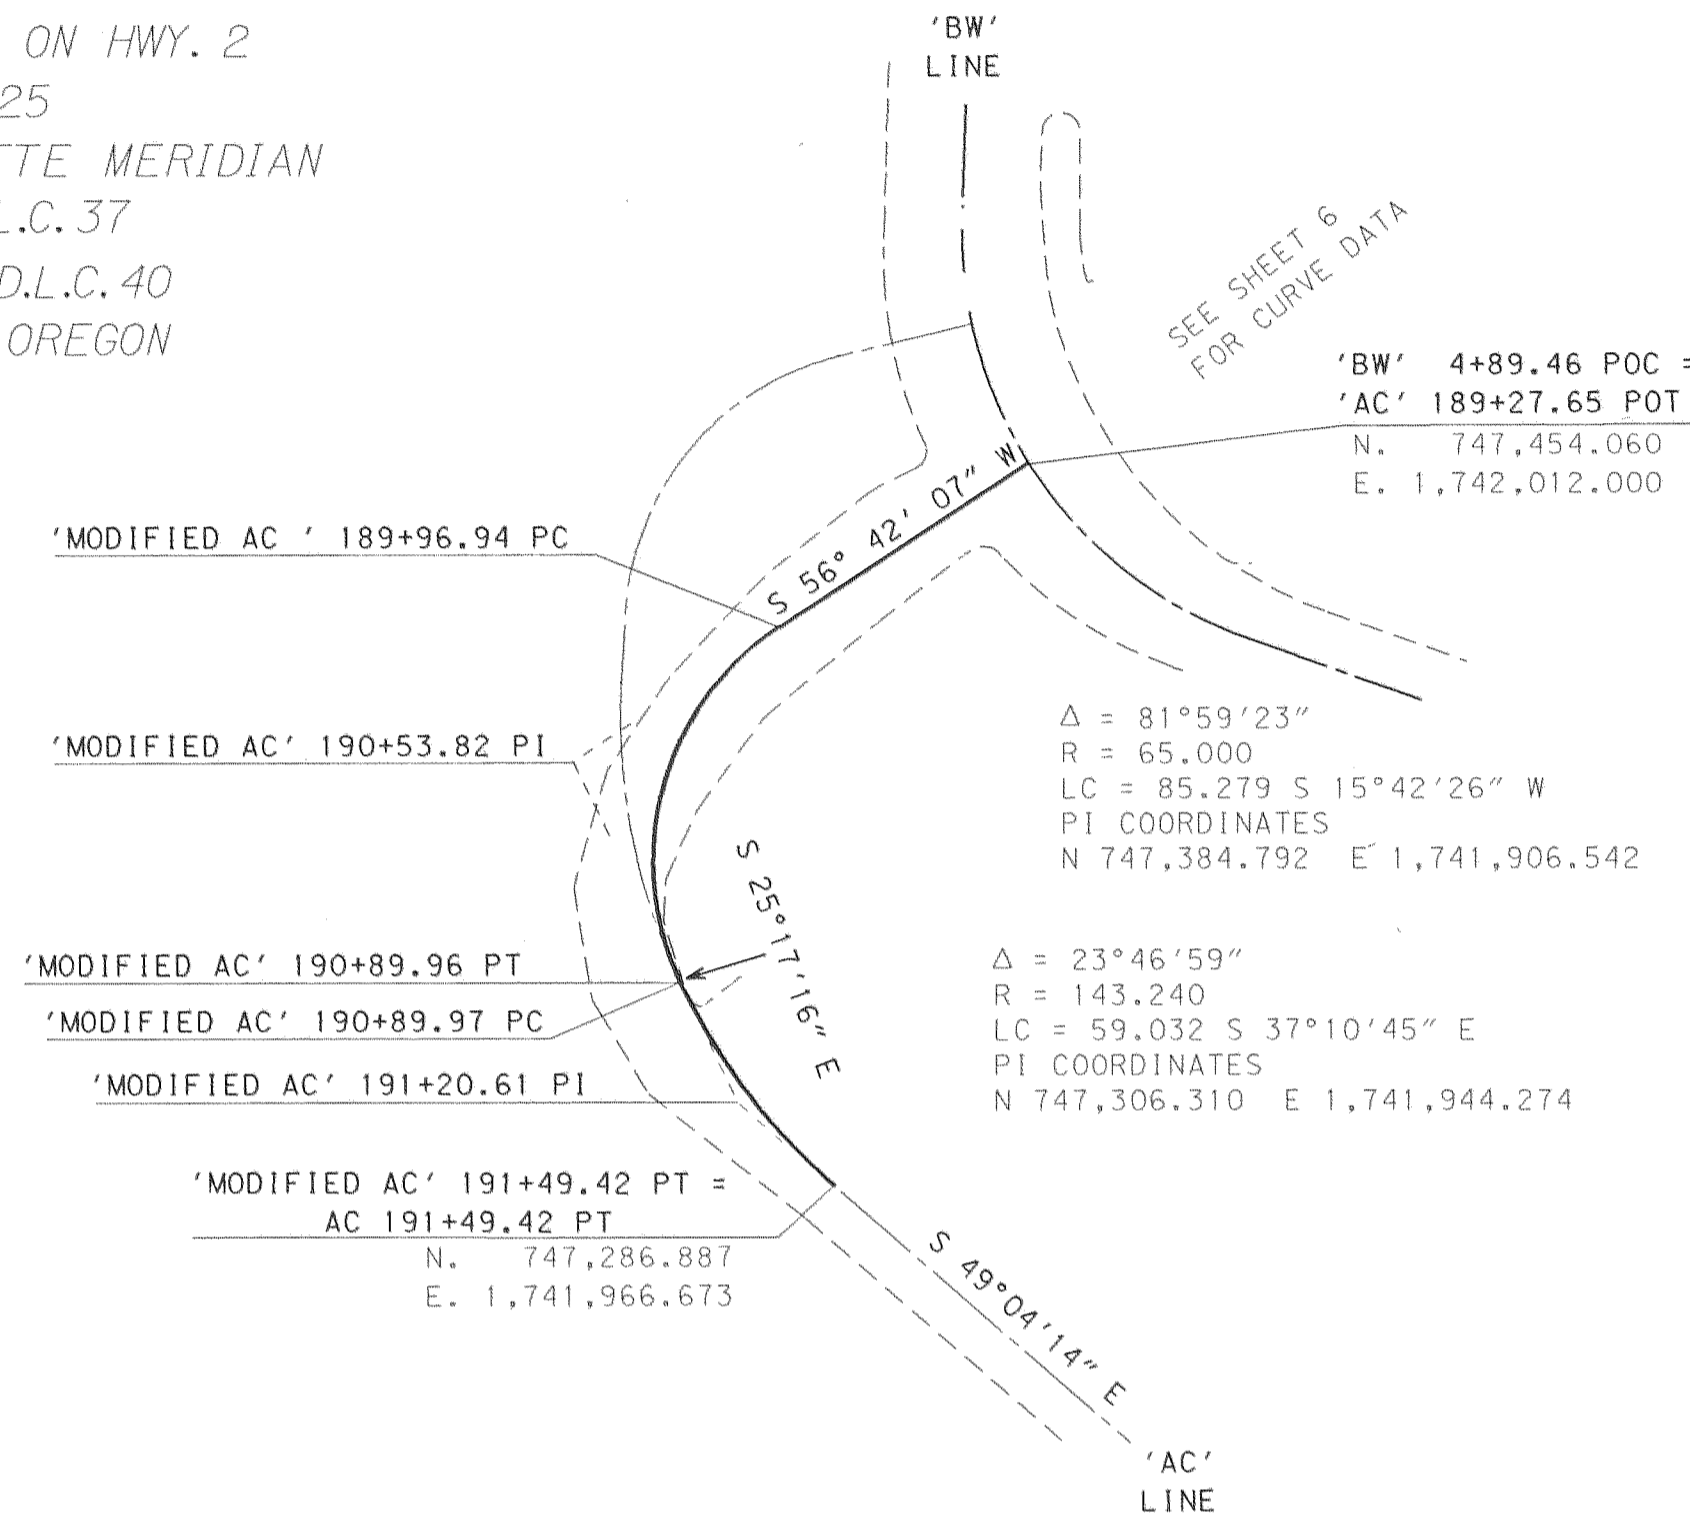 ON HWY. 2
25
TTE MERIDIAN
L.C. 37
D.L.C. 40
OREGON
'BW'
LINE
SEE SHEET 6
FOR CURVE DATA
'BW' 4+89.46 POC =
'AC' 189+27.65 POT
N. 747,454.060
E. 1,742,012.000
S 56° 42' 07" W
'MODIFIED AC ' 189+96.94 PC
'MODIFIED AC' 190+53.82 PI
Δ = 81°59'23"
R = 65.000
LC = 85.279 S 15°42'26" W
PI COORDINATES
N 747,384.792 E 1,741,906.542
S 25°17'16" E
'MODIFIED AC' 190+89.96 PT
'MODIFIED AC' 190+89.97 PC
'MODIFIED AC' 191+20.61 PI
Δ = 23°46'59"
R = 143.240
LC = 59.032 S 37°10'45" E
PI COORDINATES
N 747,306.310 E 1,741,944.274
'MODIFIED AC' 191+49.42 PT =
AC 191+49.42 PT
N. 747,286.887
E. 1,741,966.673
S 49°04'14" E
'AC'
LINE